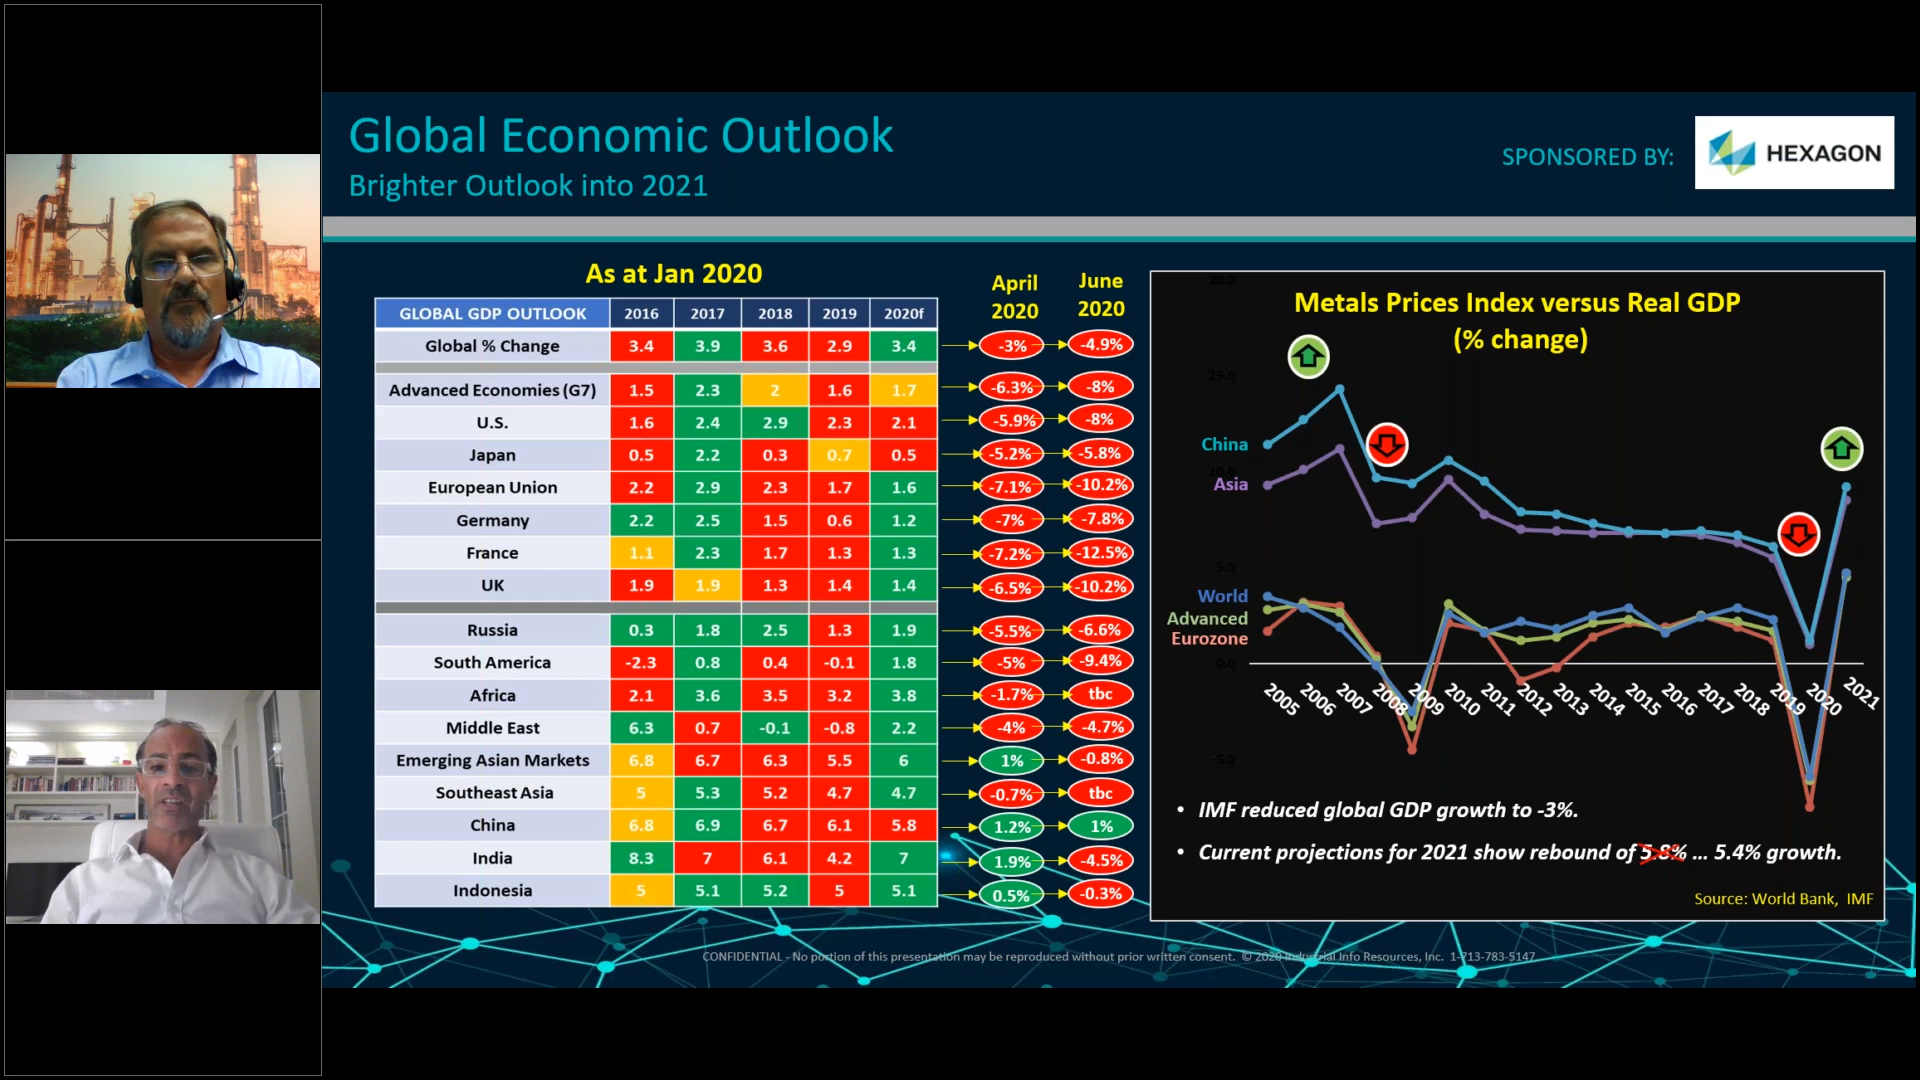 Global Economic Outlook
Brighter Outlook into 2021
SPONSORED BY:
HEXAGON
As at Jan 2020
April 2020
June 2020
GLOBAL GDP OUTLOOK 2016 2017 2018 2019 2020f
Global % Change 3.4 3.9 3.6 2.9 3.4 -3% -4.9%
Advanced Economies (G7) 1.5 2.3 2 1.6 1.7 -6.3% -8%
U.S. 1.6 2.4 2.9 2.3 2.1 -5.9% -8%
Japan 0.5 2.2 0.3 0.7 0.5 -5.2% -5.8%
European Union 2.2 2.9 2.3 1.7 1.6 -7.1% -10.2%
Germany 2.2 2.5 1.5 0.6 1.2 -7% -7.8%
France 1.1 2.3 1.7 1.3 1.3 -7.2% -12.5%
UK 1.9 1.9 1.3 1.4 1.4 -6.5% -10.2%
Russia 0.3 1.8 2.5 1.3 1.9 -5.5% -6.6%
South America -2.3 0.8 0.4 -0.1 1.8 -5% -9.4%
Africa 2.1 3.6 3.5 3.2 3.8 -1.7% tbc
Middle East 6.3 0.7 -0.1 -0.8 2.2 -4% -4.7%
Emerging Asian Markets 6.8 6.7 6.3 5.5 6 1% -0.8%
Southeast Asia 5 5.3 5.2 4.7 4.7 -0.7% tbc
China 6.8 6.9 6.7 6.1 5.8 1.2% 1%
India 8.3 7 6.1 4.2 7 1.9% -4.5%
Indonesia 5 5.1 5.2 5 5.1 0.5% -0.3%
Metals Prices Index versus Real GDP
(% change)
20.0
15.0
China
10.0
Asia
5.0
World
Advanced
Eurozone
0.0
2005 2006 2007 2008 2009 2010 2011 2012 2013 2014 2015 2016 2017 2018 2019 2020 2021
-5.0
• IMF reduced global GDP growth to -3%.
• Current projections for 2021 show rebound of 5.8% ... 5.4% growth.
Source: World Bank, IMF
CONFIDENTIAL - No portion of this presentation may be reproduced without prior written consent. © 2020 Industrial Info Resources, Inc. 1-713-783-5147